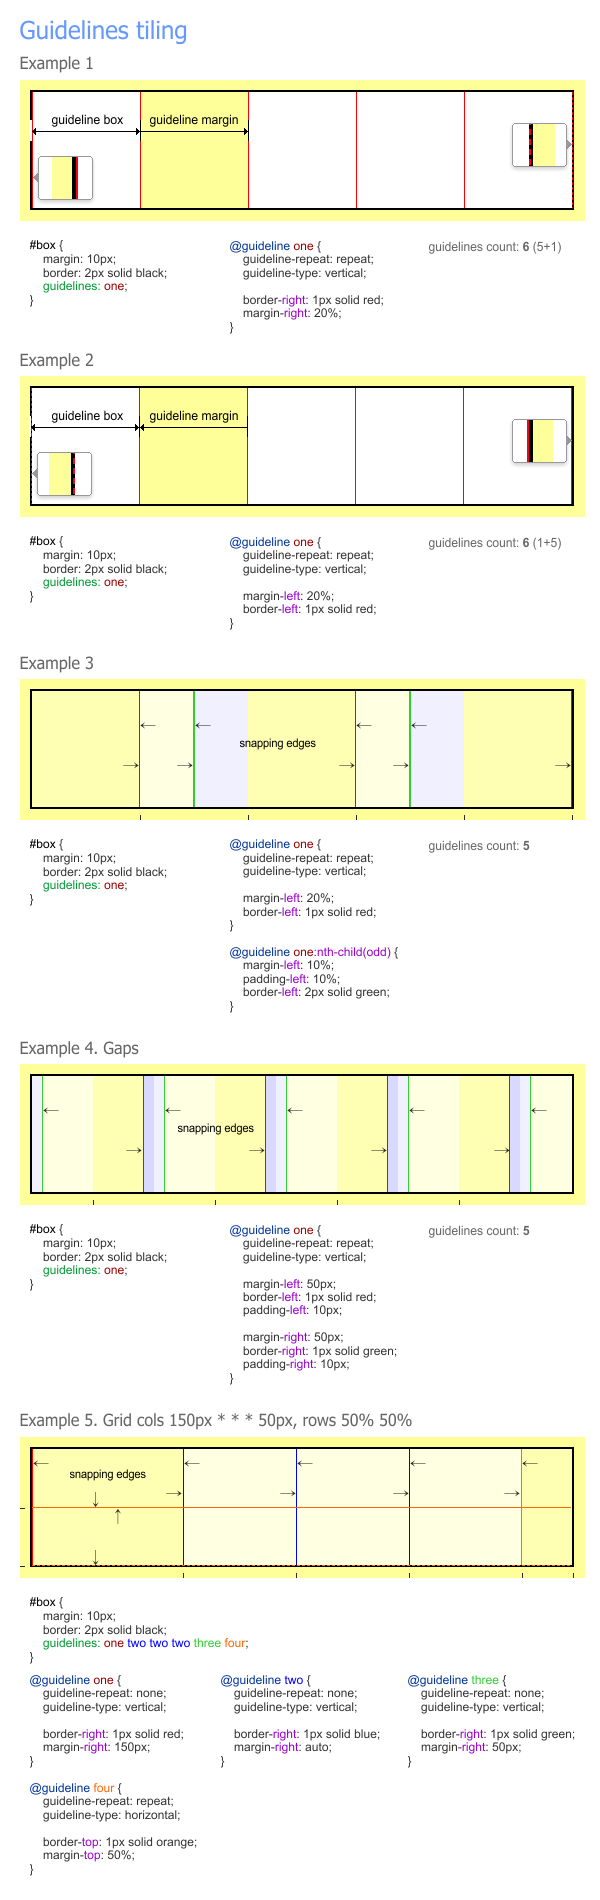 Guidelines tiling
Example 1
guideline box guideline margin
#box {
margin: 10px;
border: 2px solid black;
guidelines: one;
}
@guideline one {
guideline-repeat: repeat;
guideline-type: vertical;
border-right: 1px solid red;
margin-right: 20%;
}
guidelines count: 6 (5+1)
Example 2
guideline box guideline margin
#box {
margin: 10px;
border: 2px solid black;
guidelines: one;
}
@guideline one {
guideline-repeat: repeat;
guideline-type: vertical;
margin-left: 20%;
border-left: 1px solid red;
}
guidelines count: 6 (1+5)
Example 3
snapping edges
#box {
margin: 10px;
border: 2px solid black;
guidelines: one;
}
@guideline one {
guideline-repeat: repeat;
guideline-type: vertical;
margin-left: 20%;
border-left: 1px solid red;
}
@guideline one:nth-child(odd) {
margin-left: 10%;
padding-left: 10%;
border-left: 2px solid green;
}
guidelines count: 5
Example 4. Gaps
snapping edges
#box {
margin: 10px;
border: 2px solid black;
guidelines: one;
}
@guideline one {
guideline-repeat: repeat;
guideline-type: vertical;
margin-left: 50px;
border-left: 1px solid red;
padding-left: 10px;
margin-right: 50px;
border-right: 1px solid green;
padding-right: 10px;
}
guidelines count: 5
Example 5. Grid cols 150px * * * 50px, rows 50% 50%
snapping edges
#box {
margin: 10px;
border: 2px solid black;
guidelines: one two two two three four;
}
@guideline one {
guideline-repeat: none;
guideline-type: vertical;
border-right: 1px solid red;
margin-right: 150px;
}
@guideline two {
guideline-repeat: none;
guideline-type: vertical;
border-right: 1px solid blue;
margin-right: auto;
}
@guideline three {
guideline-repeat: none;
guideline-type: vertical;
border-right: 1px solid green;
margin-right: 50px;
}
@guideline four {
guideline-repeat: repeat;
guideline-type: horizontal;
border-top: 1px solid orange;
margin-top: 50%;
}